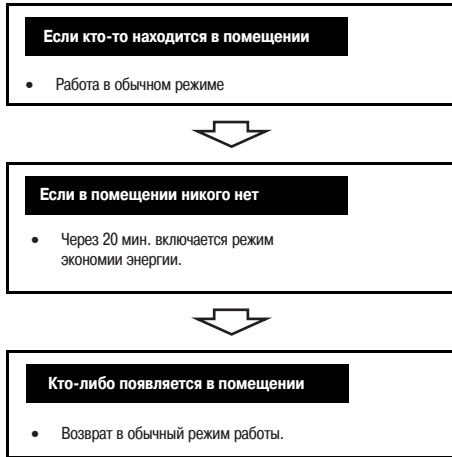 Если кто-то находится в помещении
• Работа в обычном режиме
Если в помещении никого нет
• Через 20 мин. включается режим
экономии энергии.
Кто-либо появляется в помещении
• Возврат в обычный режим работы.